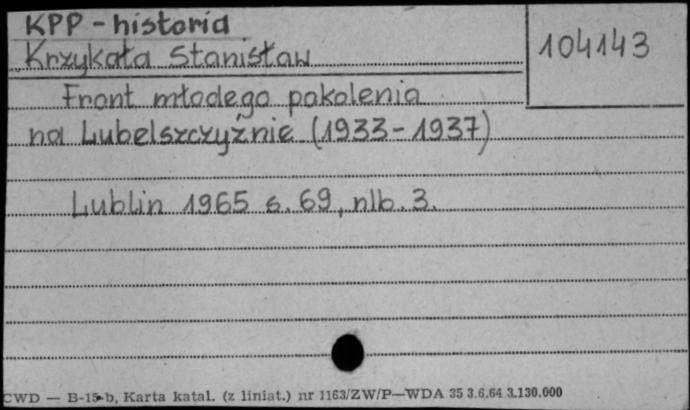 KPP - historia
Krzykała Stanisław
104143
Front młodego pokolenia
na Lubelszczyźnie (1933-1937)
Lublin 1965 s. 69, nlb. 3.
CWD — B-15-b, Karta katal. (z liniat.) nr 1163/ZW/P—WDA 35 3.6.64 3.130.000